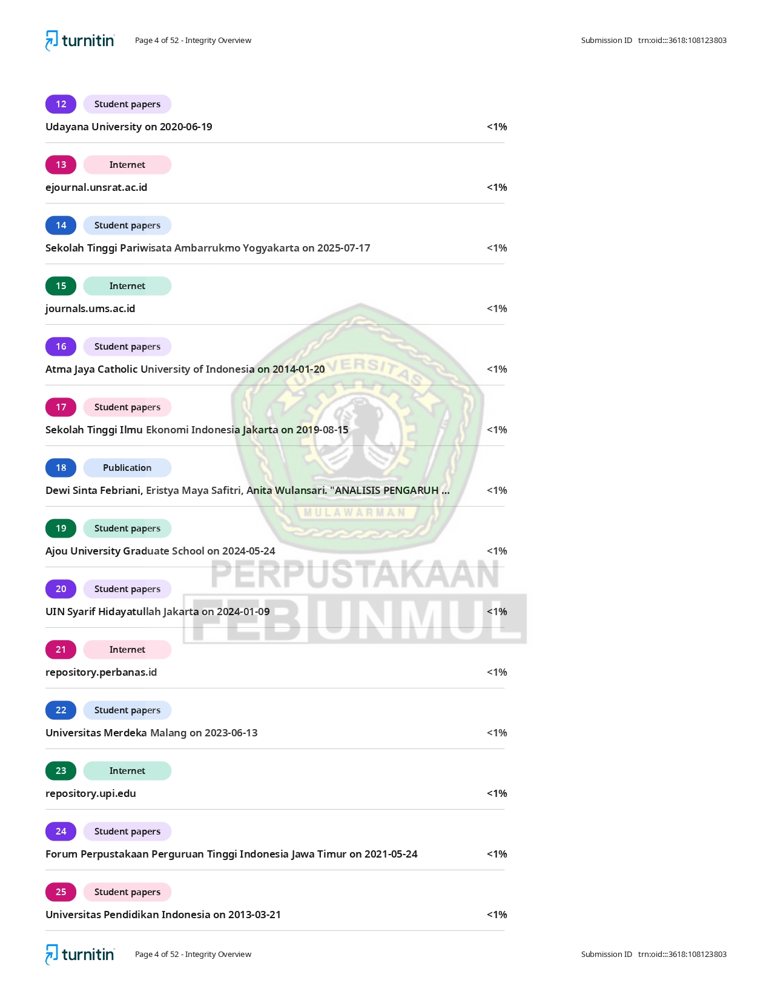 turnitin Page 4 of 52 - Integrity Overview Submission ID trn:oid:::3618:108123803
12 Student papers
Udayana University on 2020-06-19 <1%
13 Internet
ejournal.unsrat.ac.id <1%
14 Student papers
Sekolah Tinggi Pariwisata Ambarrukmo Yogyakarta on 2025-07-17 <1%
15 Internet
journals.ums.ac.id <1%
16 Student papers
Atma Jaya Catholic University of Indonesia on 2014-01-20 <1%
17 Student papers
Sekolah Tinggi Ilmu Ekonomi Indonesia Jakarta on 2019-08-15 <1%
18 Publication
Dewi Sinta Febriani, Eristya Maya Safitri, Anita Wulansari. "ANALISIS PENGARUH ... <1%
19 Student papers
Ajou University Graduate School on 2024-05-24 <1%
20 Student papers
UIN Syarif Hidayatullah Jakarta on 2024-01-09 <1%
21 Internet
repository.perbanas.id <1%
22 Student papers
Universitas Merdeka Malang on 2023-06-13 <1%
23 Internet
repository.upi.edu <1%
24 Student papers
Forum Perpustakaan Perguruan Tinggi Indonesia Jawa Timur on 2021-05-24 <1%
25 Student papers
Universitas Pendidikan Indonesia on 2013-03-21 <1%
UNIVERSITAS
MULAWARMAN
PERPUSTAKAAN
FEB UNMUL
turnitin Page 4 of 52 - Integrity Overview Submission ID trn:oid:::3618:108123803